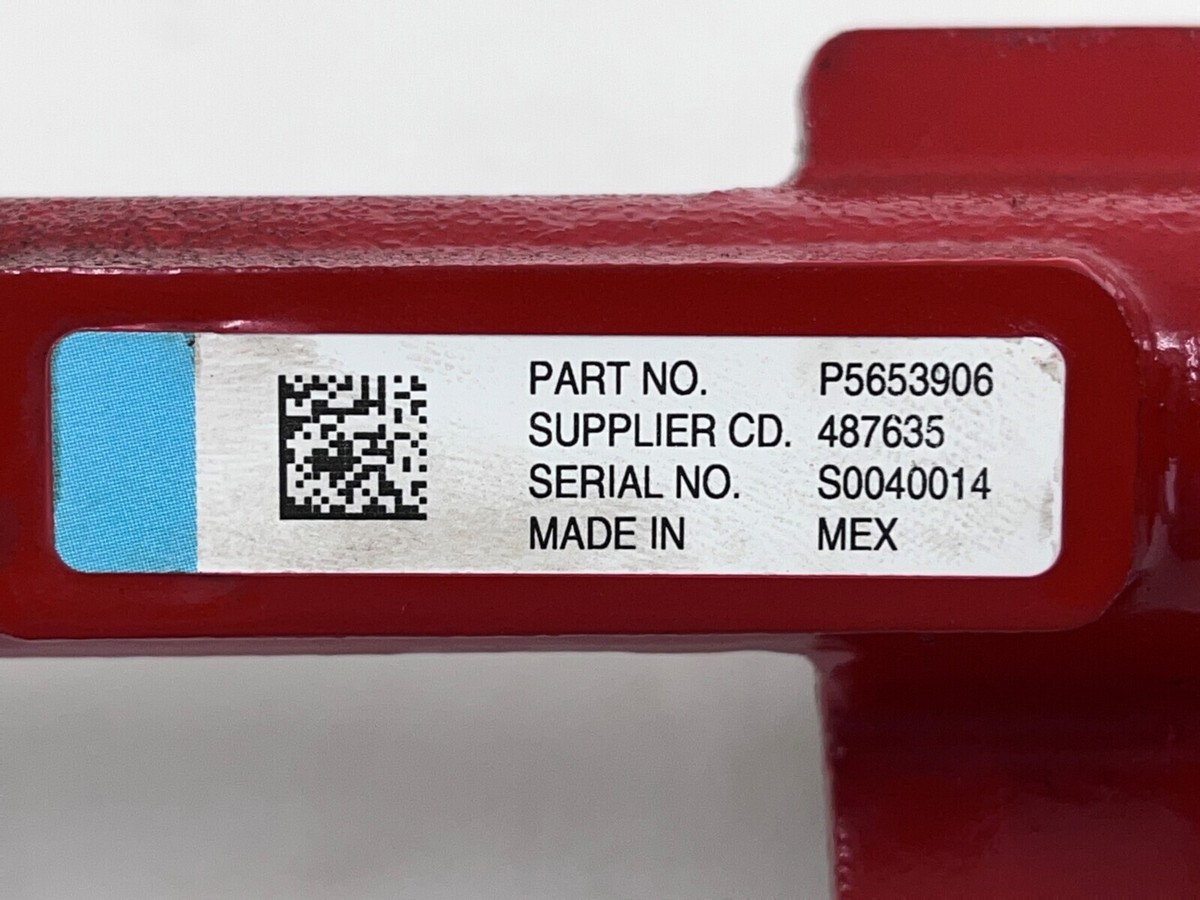 PART NO. P5653906
SUPPLIER CD. 487635
SERIAL NO. S0040014
MADE IN MEX